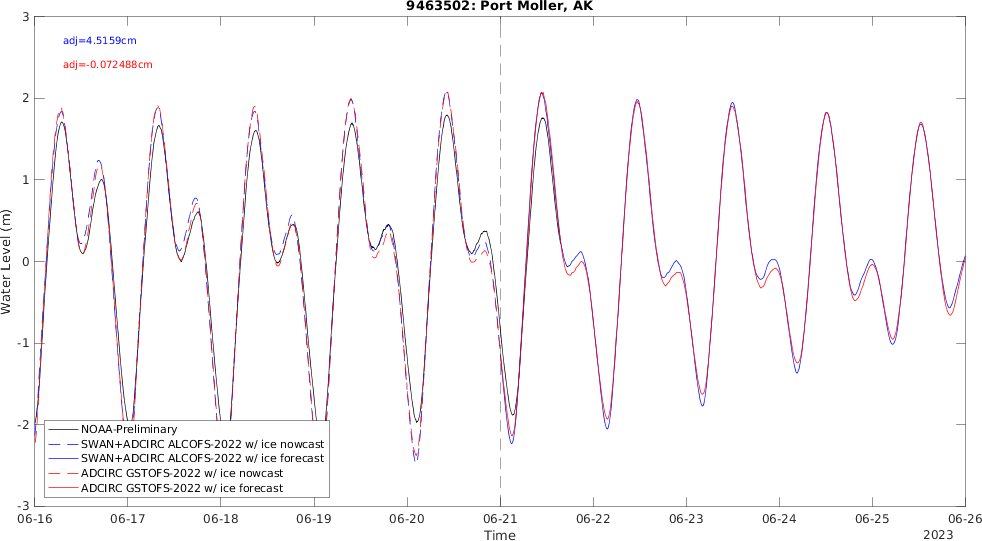 9463502: Port Moller, AK
3
adj=4.5159cm
adj=-0.072488cm
2
1
0
-1
-2
-3
Water Level (m)
NOAA-Preliminary
SWAN+ADCIRC ALCOFS-2022 w/ ice nowcast
SWAN+ADCIRC ALCOFS-2022 w/ ice forecast
ADCIRC GSTOFS-2022 w/ ice nowcast
ADCIRC GSTOFS-2022 w/ ice forecast
06-16 06-17 06-18 06-19 06-20 06-21 06-22 06-23 06-24 06-25 06-26
Time
2023